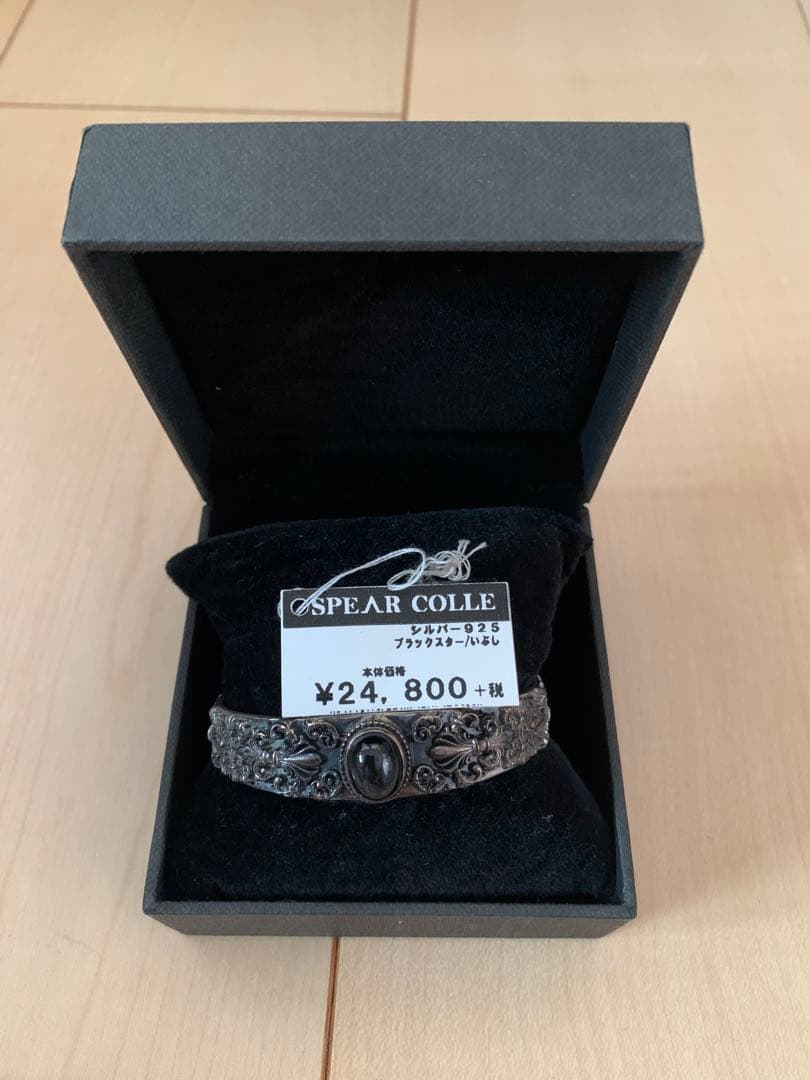 SPEAR COLLE
シルバー925
ブラックスター/いぶし
本体価格
¥24,800+税